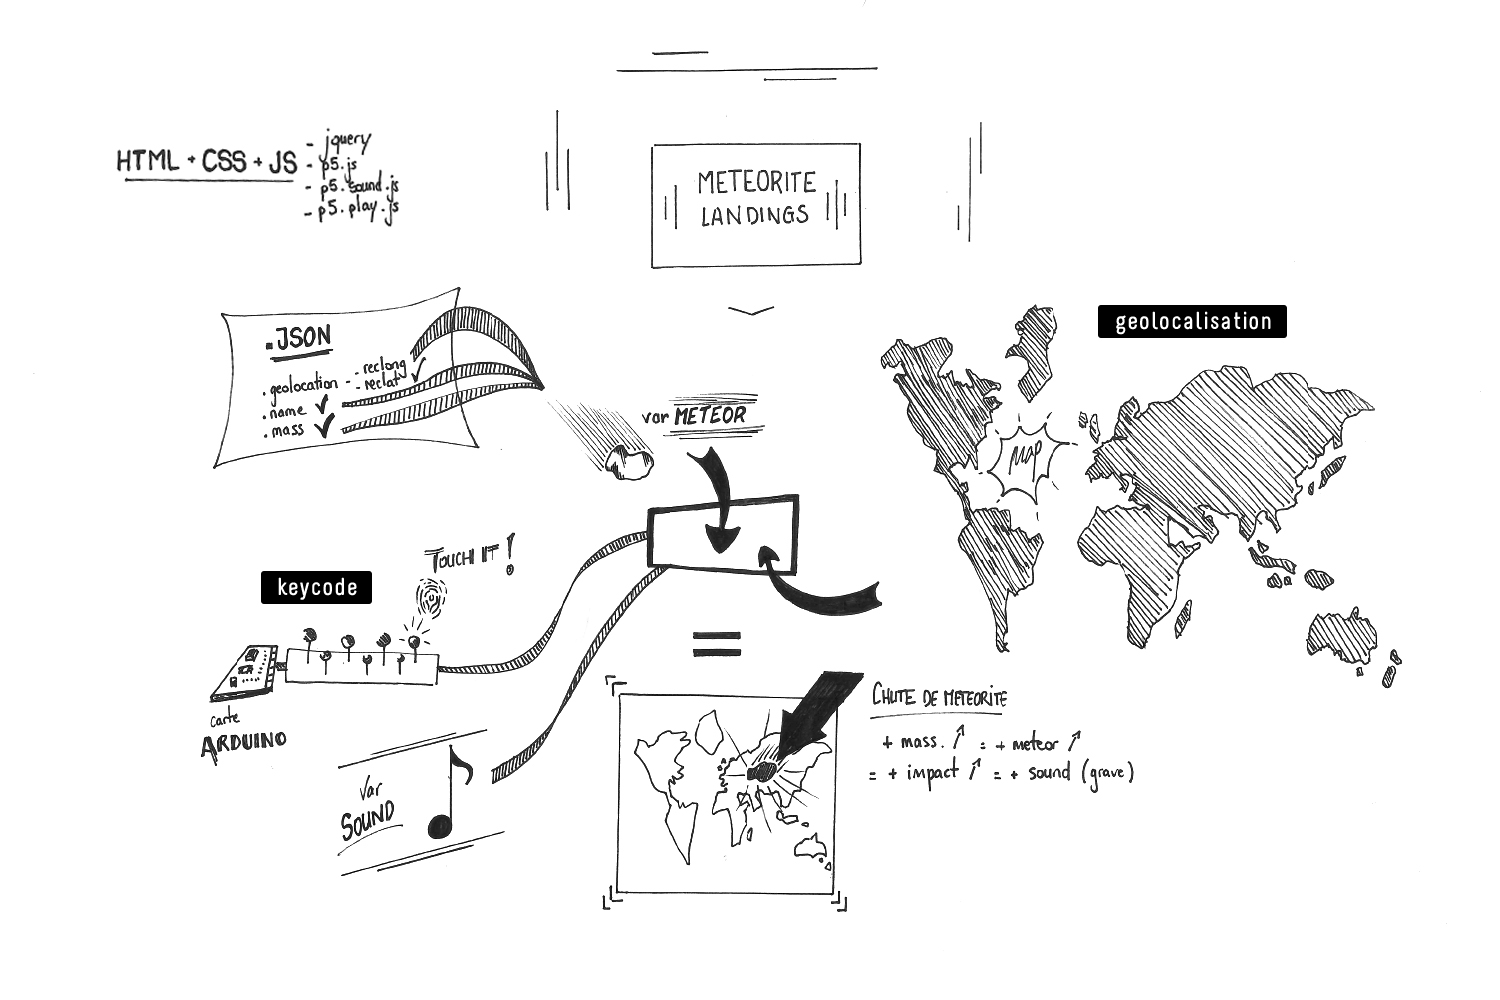 HTML + CSS + JS
- jquery
- p5.js
- p5.sound.js
- p5.play.js
METEORITE
LANDINGS
.JSON
. geolocation - - reclong
- reclat
. name
. mass
var METEOR
geolocalisation
MAP
TOUCH IT !
keycode
carte
ARDUINO
Var
SOUND
=
CHUTE DE METEORITE
+ mass. ↗ = + meteor ↗
= + impact ↗ = + sound (grave)